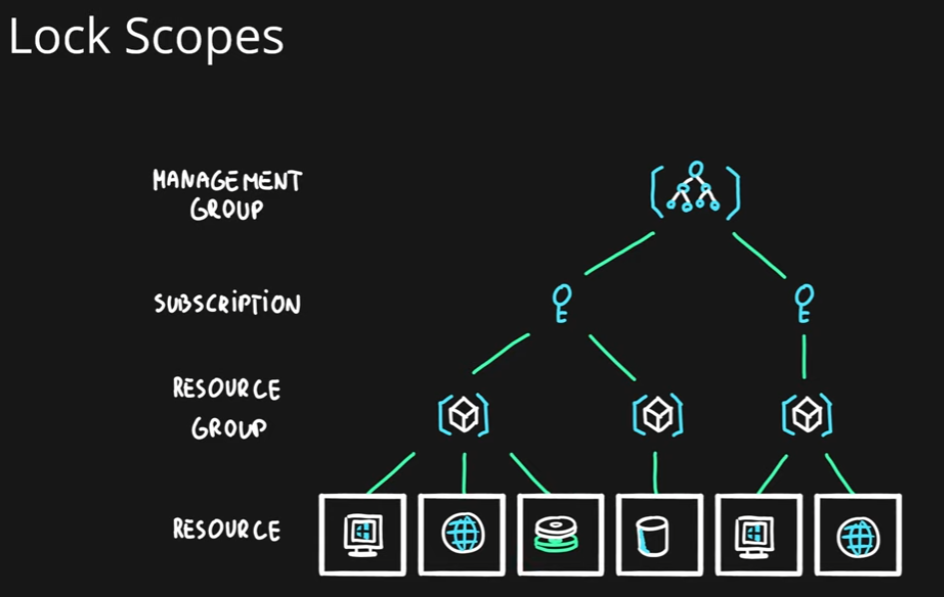 Lock Scopes
MANAGEMENT
GROUP
SUBSCRIPTION
RESOURCE
GROUP
RESOURCE